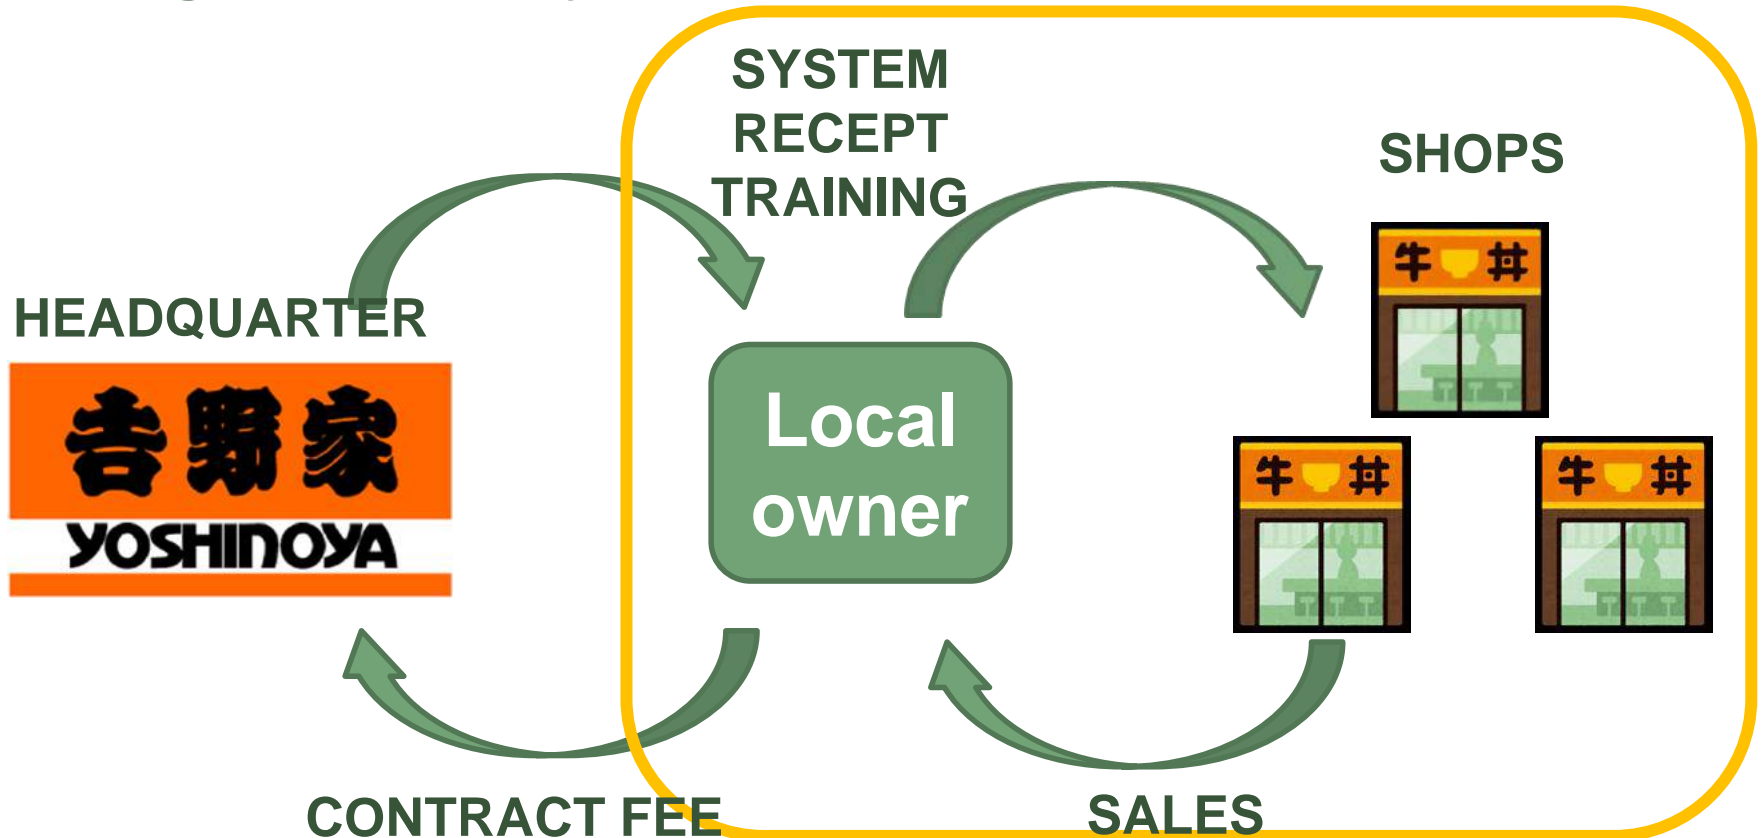 SYSTEM
RECEPT
TRAINING
SHOPS
HEADQUARTER
吉野家
YOSHINOYA
Local
owner
牛 丼
牛 丼
牛 丼
CONTRACT FEE
SALES